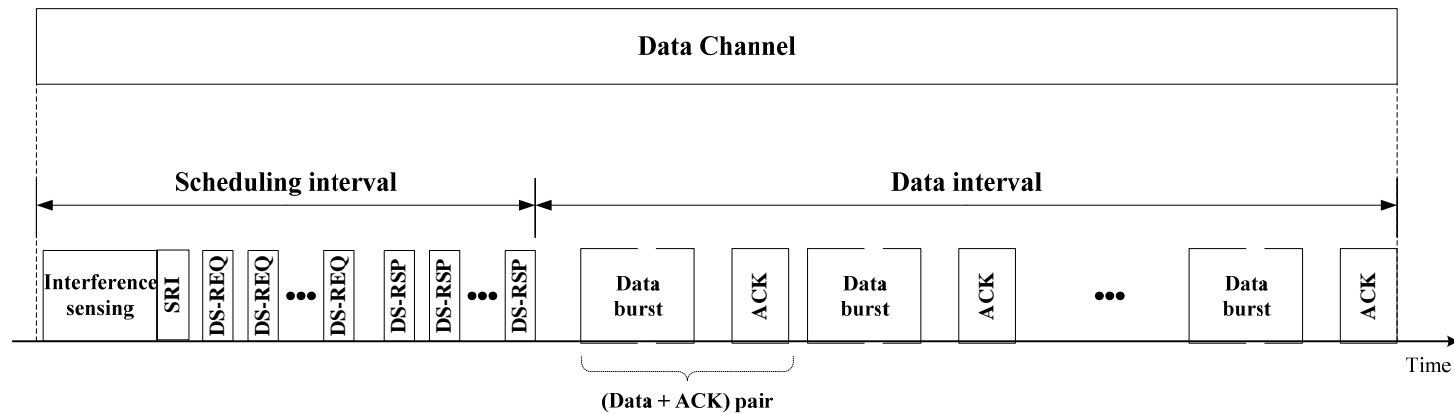 Data Channel
Scheduling interval
Data interval
Interference
sensing
SRI
DS-REQ
DS-REQ
•••
DS-REQ
DS-RSP
DS-RSP
•••
DS-RSP
Data
burst
ACK
Data
burst
ACK
•••
Data
burst
ACK
Time
(Data + ACK) pair